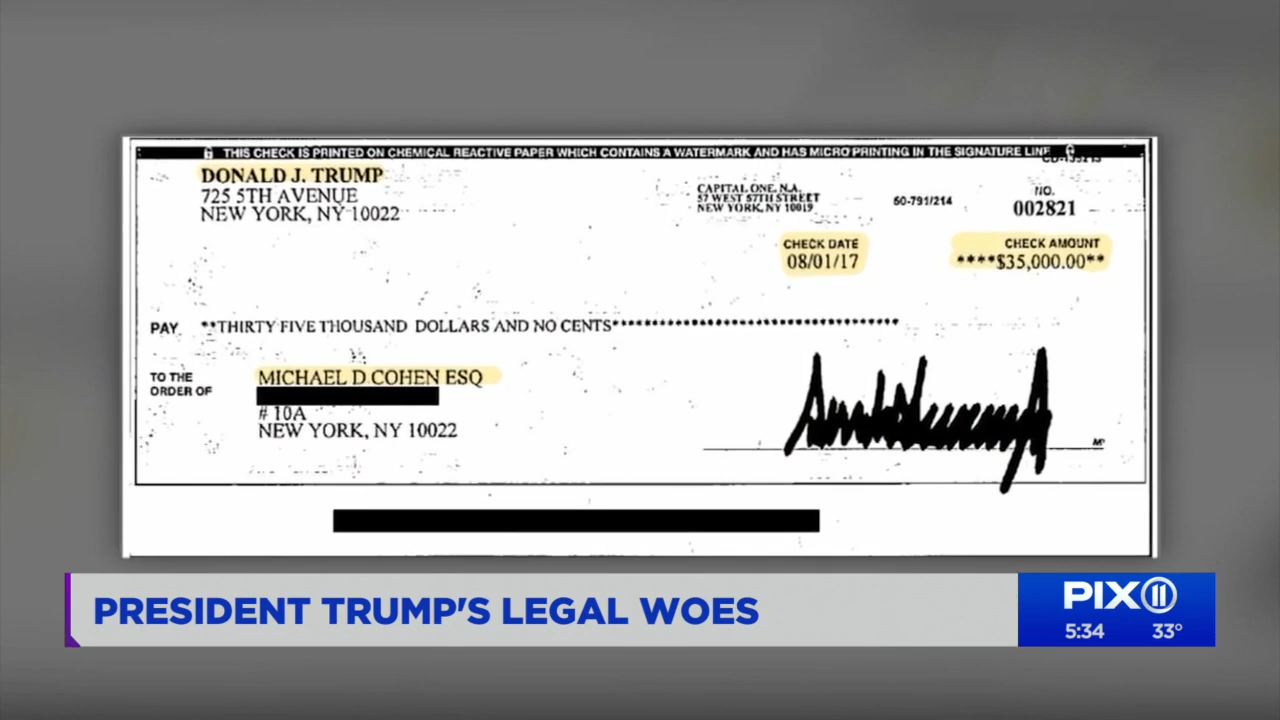 THIS CHECK IS PRINTED ON CHEMICAL REACTIVE PAPER WHICH CONTAINS A WATERMARK AND HAS MICRO PRINTING IN THE SIGNATURE LINE
DONALD J. TRUMP
725 5TH AVENUE
NEW YORK, NY 10022
CAPITAL ONE, N.A.
57 WEST 57TH STREET
NEW YORK, NY 10019
50-791/214
NO.
002821
CHECK DATE
08/01/17
CHECK AMOUNT
****$35,000.00**
PAY **THIRTY FIVE THOUSAND DOLLARS AND NO CENTS****************************************
TO THE
ORDER OF
MICHAEL D COHEN ESQ
# 10A
NEW YORK, NY 10022
MP
PRESIDENT TRUMP'S LEGAL WOES
PIX11
5:34 33°